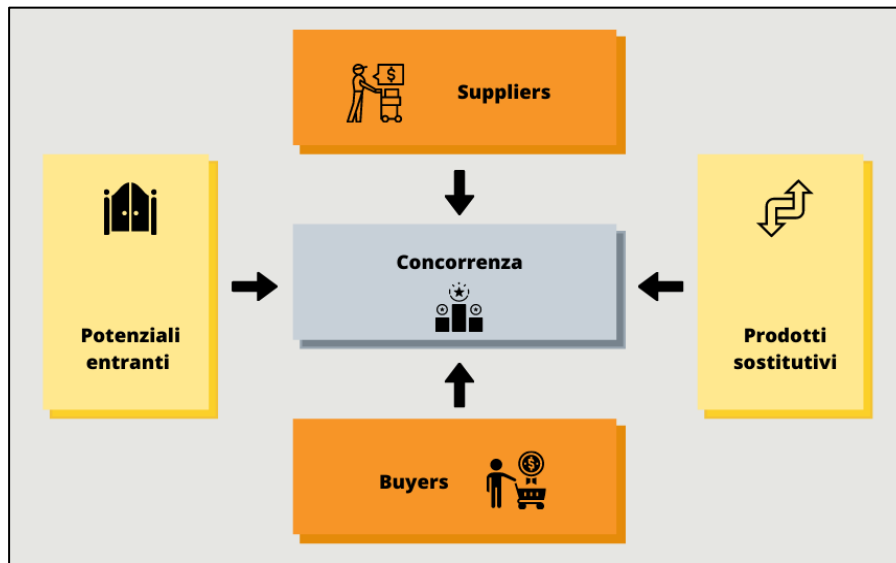 Suppliers
Concorrenza
Potenziali
entranti
Prodotti
sostitutivi
Buyers